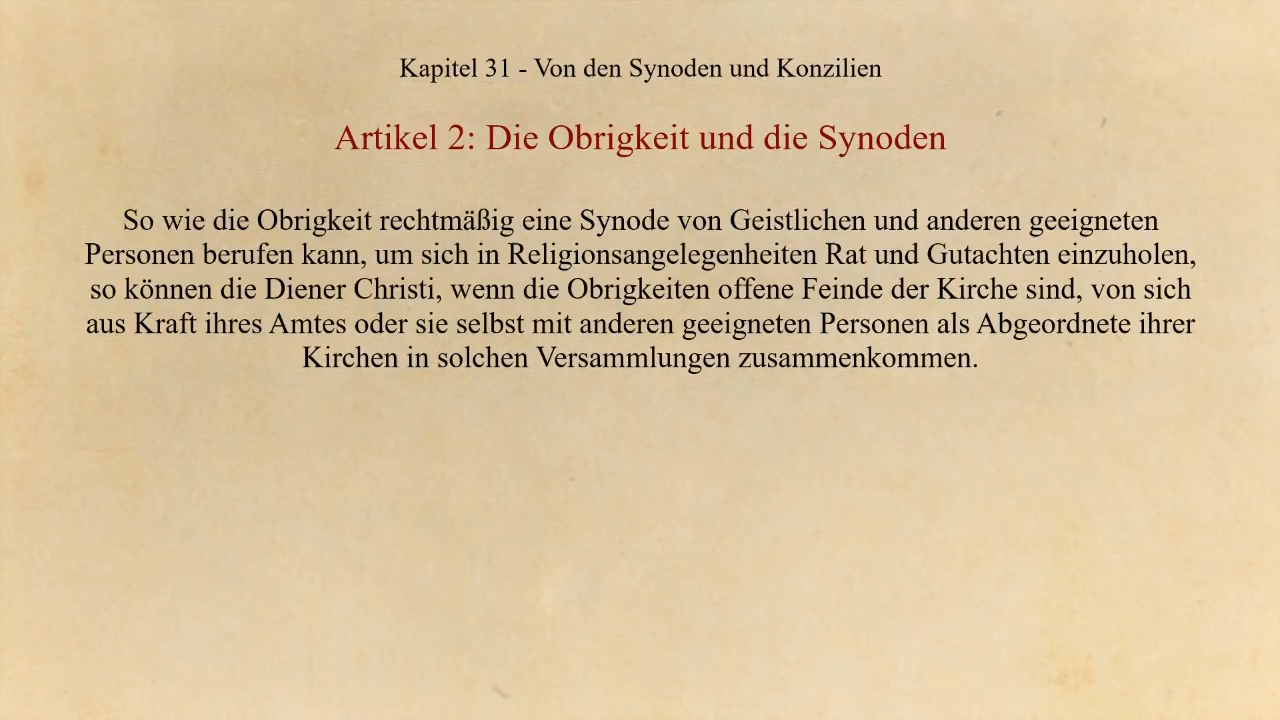 Kapitel 31 - Von den Synoden und Konzilien
Artikel 2: Die Obrigkeit und die Synoden
So wie die Obrigkeit rechtmäßig eine Synode von Geistlichen und anderen geeigneten
Personen berufen kann, um sich in Religionsangelegenheiten Rat und Gutachten einzuholen,
so können die Diener Christi, wenn die Obrigkeiten offene Feinde der Kirche sind, von sich
aus Kraft ihres Amtes oder sie selbst mit anderen geeigneten Personen als Abgeordnete ihrer
Kirchen in solchen Versammlungen zusammenkommen.